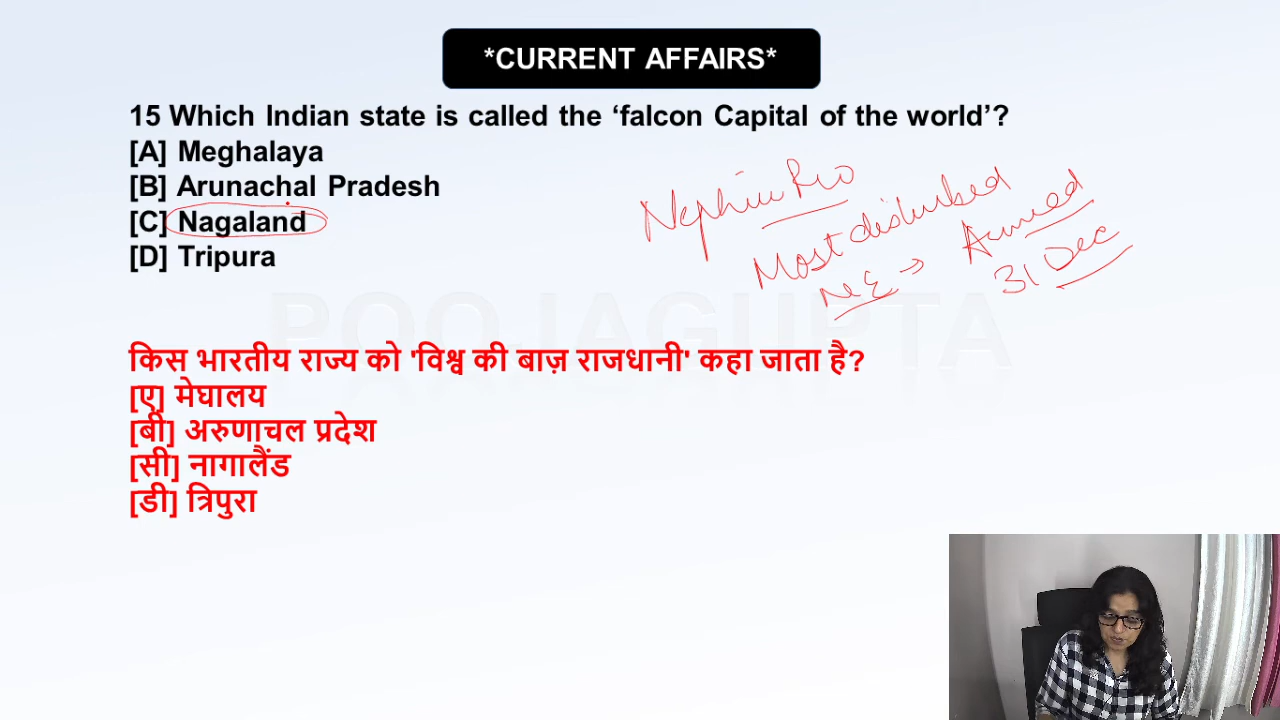 *CURRENT AFFAIRS*
15 Which Indian state is called the ‘falcon Capital of the world’?
[A] Meghalaya
[B] Arunachal Pradesh
[C] Nagaland
[D] Tripura
Nephiu Rio
Most disturbed
NE → Armed
31 Dec
POOJAGUPTA
किस भारतीय राज्य को 'विश्व की बाज़ राजधानी' कहा जाता है?
[ए] मेघालय
[बी] अरुणाचल प्रदेश
[सी] नागालैंड
[डी] त्रिपुरा